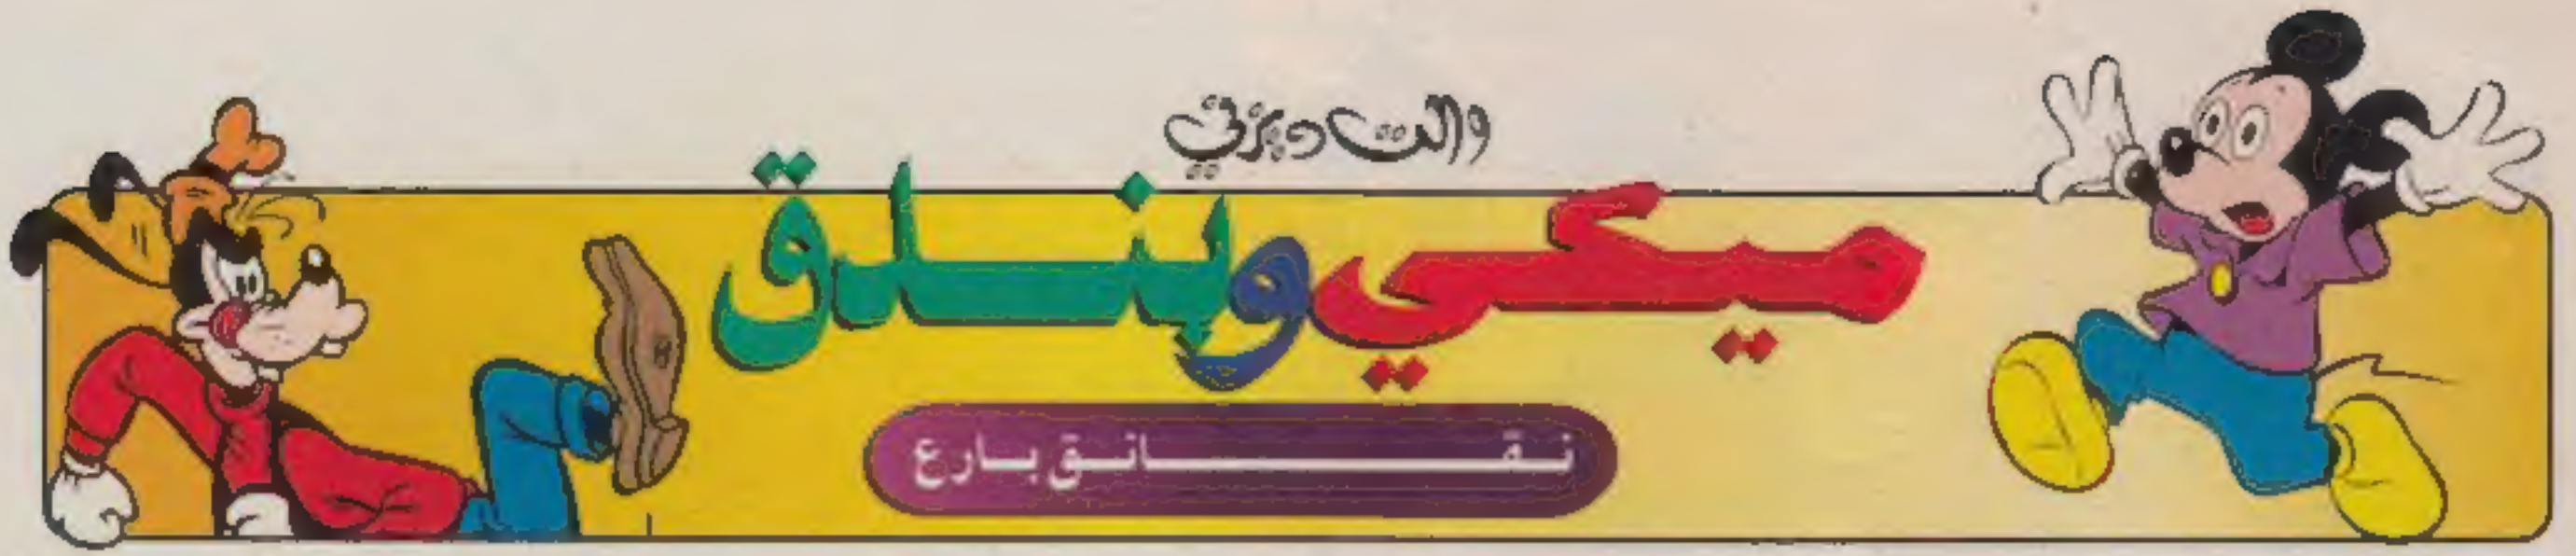 والت ديزني
ميكي وبندق
نقانق بارع